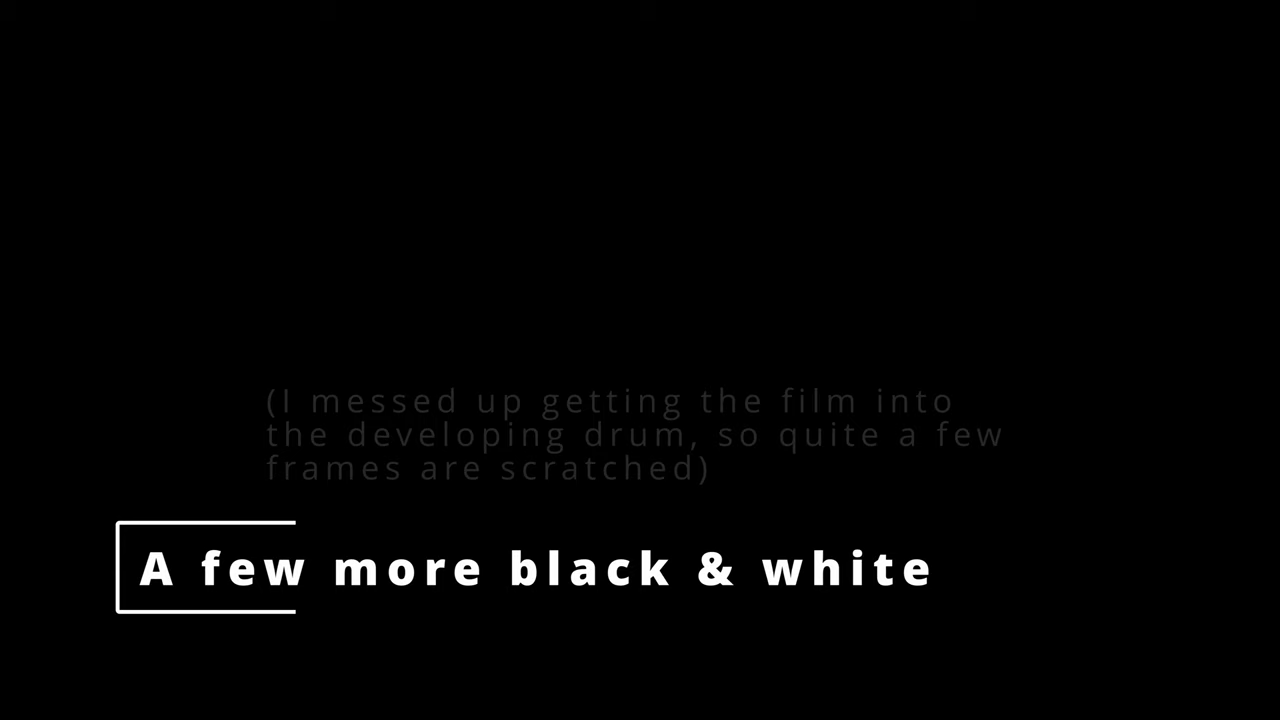 (I messed up getting the film into
the developing drum, so quite a few
frames are scratched)
A few more black & white